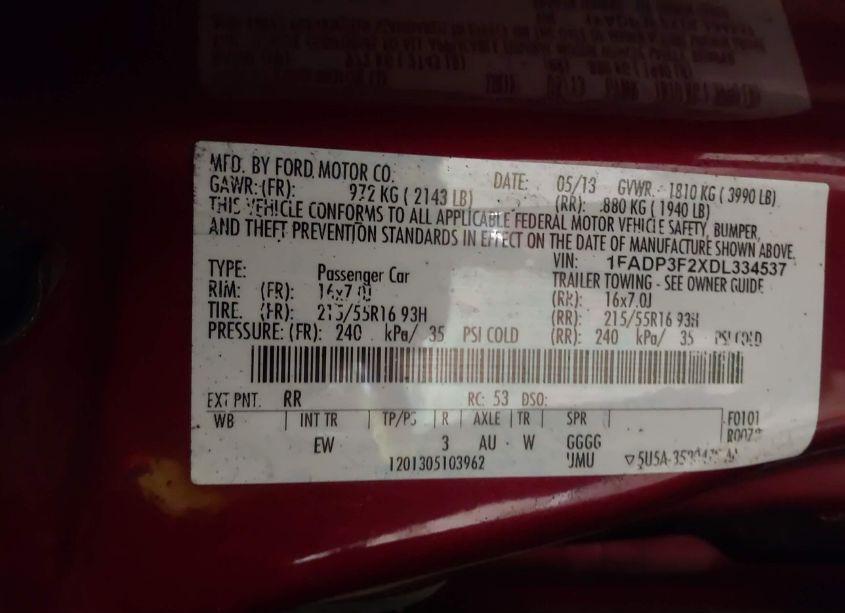 MFD. BY FORD MOTOR CO. DATE: 05/13 GVWR: 1810 KG ( 3990 LB)
GAWR: (FR): 972 KG ( 2143 LB) (RR): 880 KG ( 1940 LB)
THIS VEHICLE CONFORMS TO ALL APPLICABLE FEDERAL MOTOR VEHICLE SAFETY, BUMPER,
AND THEFT PREVENTION STANDARDS IN EFFECT ON THE DATE OF MANUFACTURE SHOWN ABOVE.
VIN: 1FADP3F2XDL334537
TYPE: Passenger Car TRAILER TOWING - SEE OWNER GUIDE
RIM: (FR): 16x7.0J (RR): 16x7.0J
TIRE: (FR): 215/55R16 93H (RR): 215/55R16 93H
PRESSURE: (FR): 240 kPa/ 35 PSI COLD (RR): 240 kPa/ 35 PSI COLD
EXT PNT: RR RC: 53 DSO:
WB INT TR TP/PS R AXLE TR SPR F0101
EW 3 AU W GGGG
1201305103962 UMU